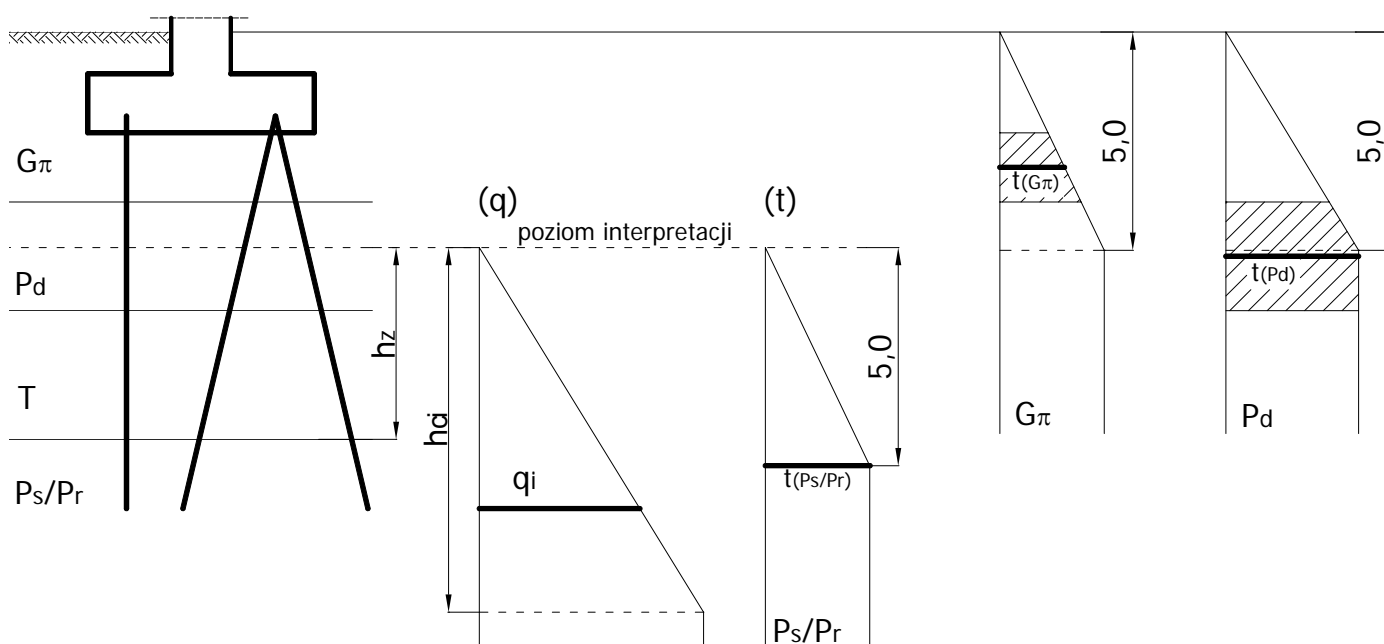 Gπ
Pd
T
Ps/Pr
hz
(q)
poziom interpretacji
hci
qi
(t)
5,0
t(Ps/Pr)
Ps/Pr
t(Gπ)
5,0
Gπ
t(Pd)
5,0
Pd